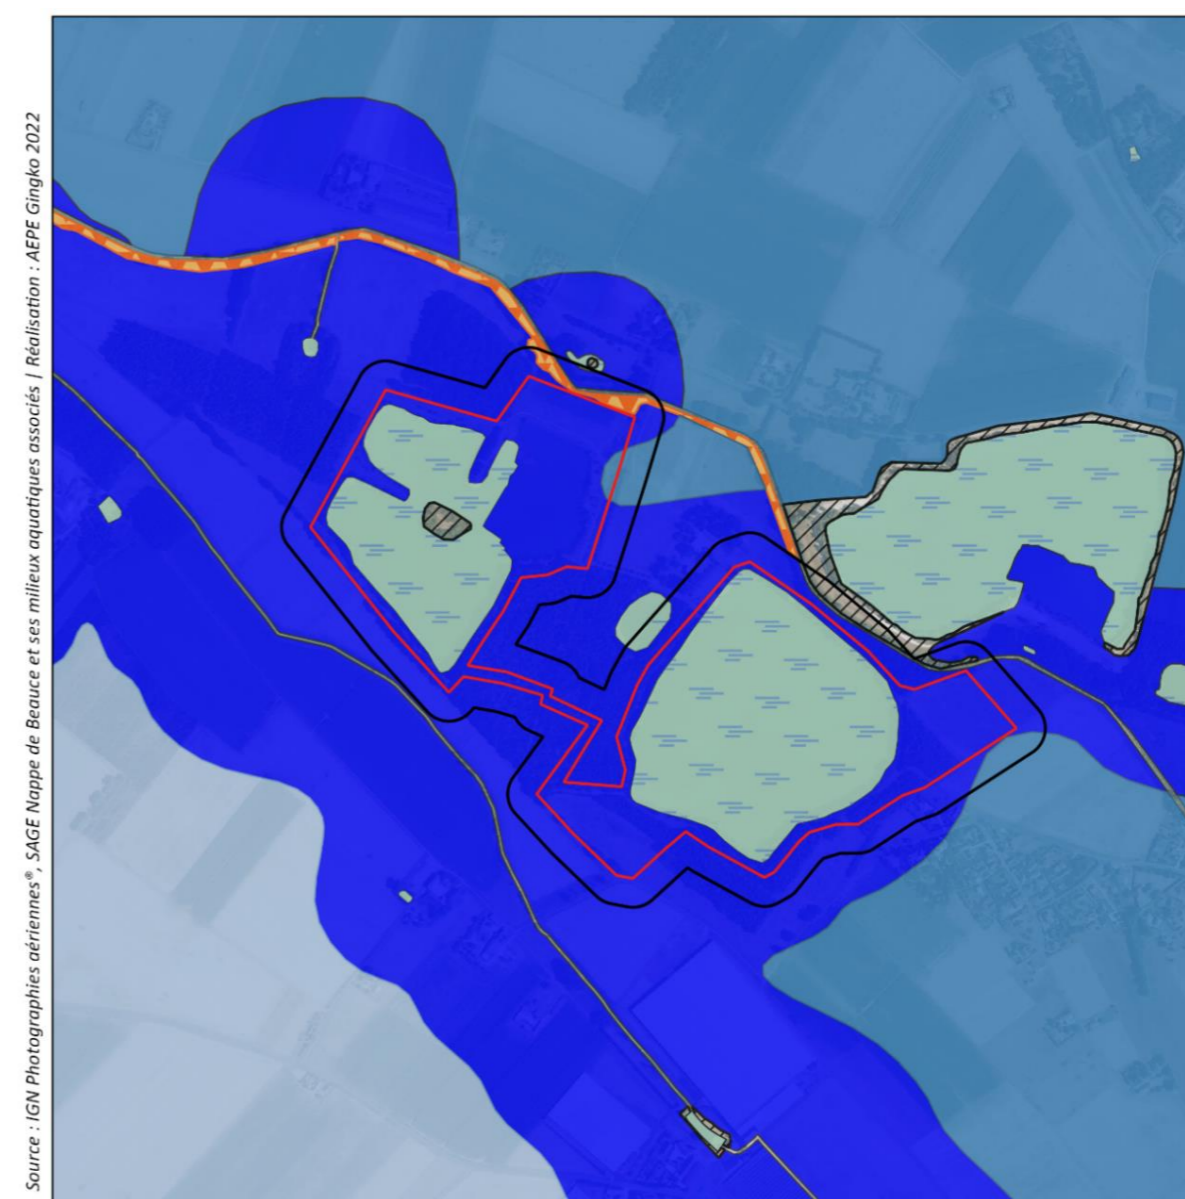 Source : IGN Photographies aériennes®, SAGE Nappe de Beauce et ses milieux aquatiques associés | Réalisation : AEPE Gingko 2022